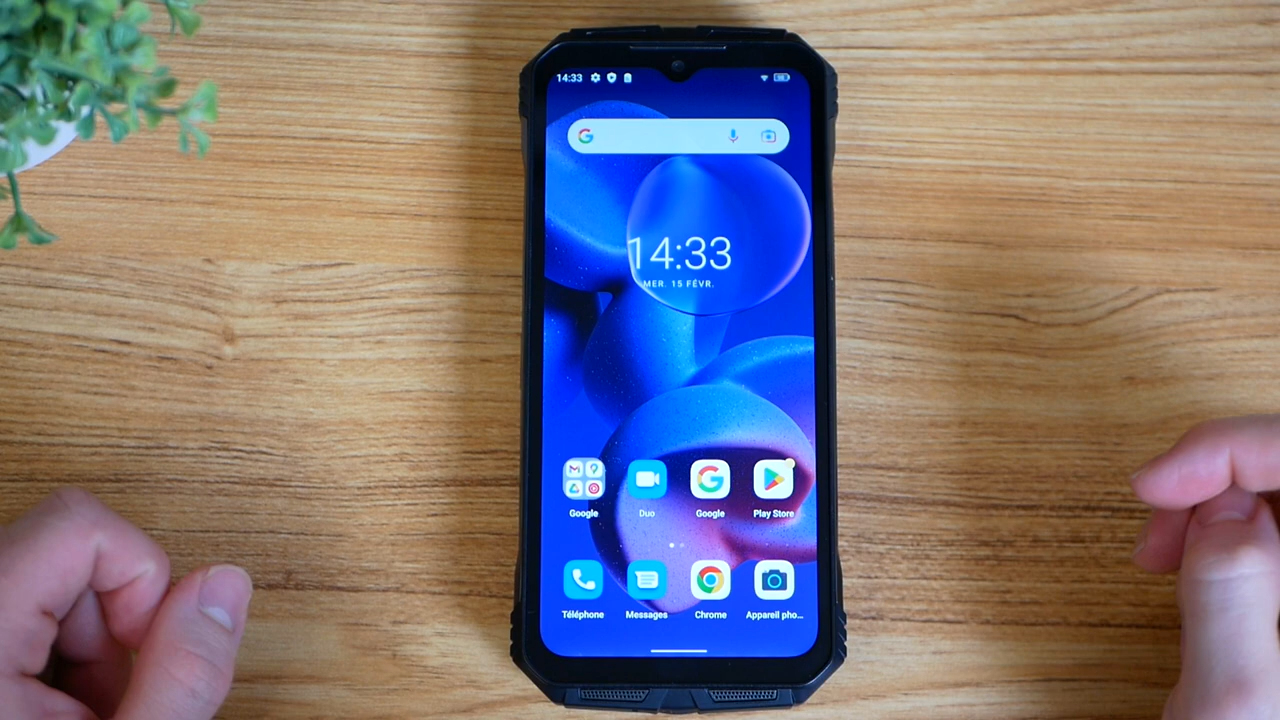 14:33
14:33
MER. 15 FÉVR.
Google Duo Google Play Store
Téléphone Messages Chrome Appareil pho...